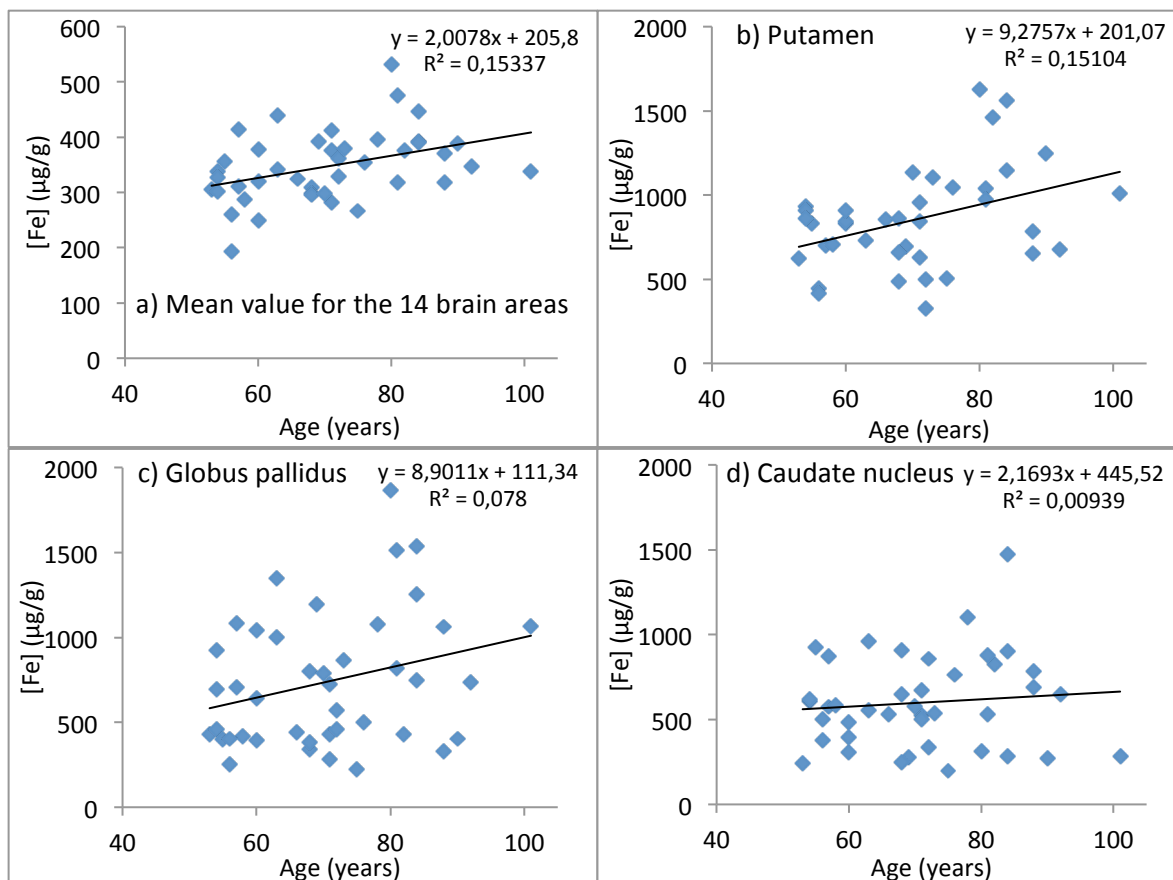 600
500
400
300
200
100
0
[Fe] (µg/g)
y = 2,0078x + 205,8
R² = 0,15337
a) Mean value for the 14 brain areas
40 60 80 100
Age (years)
2000
1500
1000
500
0
[Fe] (µg/g)
b) Putamen
y = 9,2757x + 201,07
R² = 0,15104
40 60 80 100
Age (years)
2000
1500
1000
500
0
[Fe] (µg/g)
c) Globus pallidus
y = 8,9011x + 111,34
R² = 0,078
40 60 80 100
Age (years)
2000
1500
1000
500
0
[Fe] (µg/g)
d) Caudate nucleus
y = 2,1693x + 445,52
R² = 0,00939
40 60 80 100
Age (years)